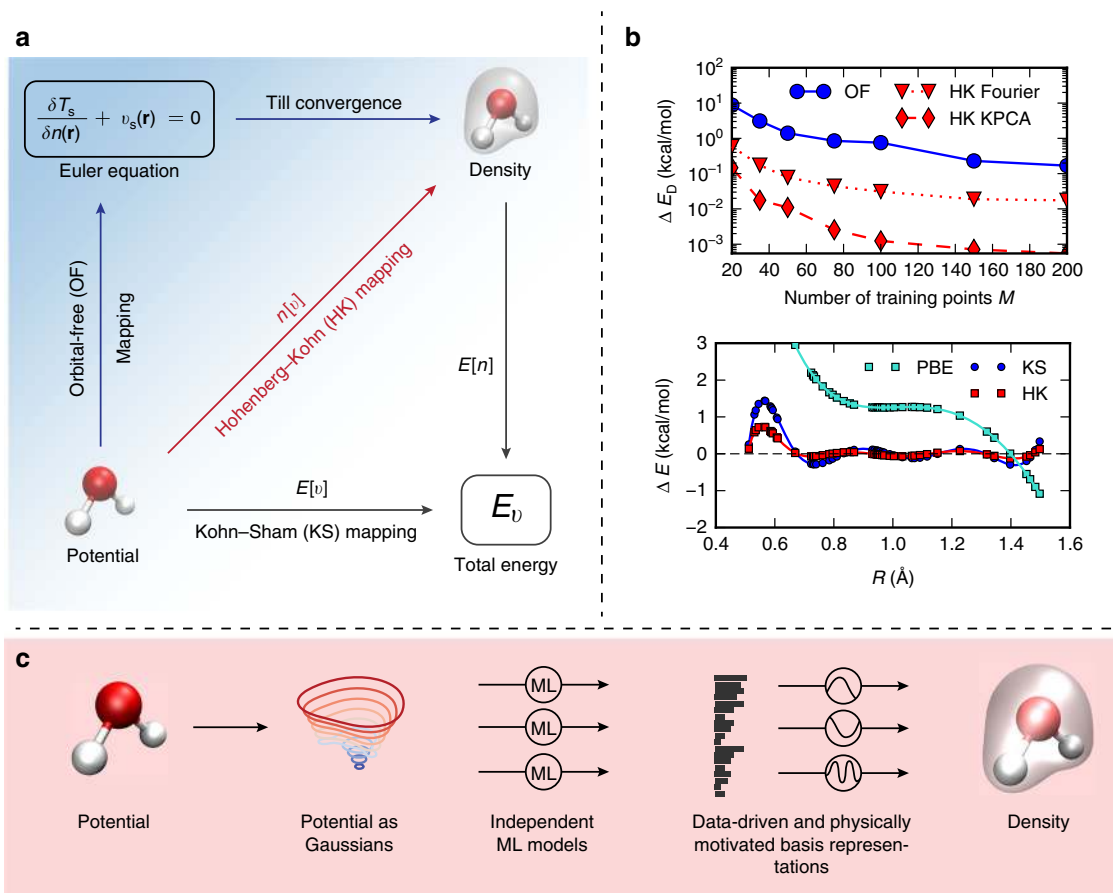 a
δTs
δn(r)
+ υs(r) = 0
Euler equation
Till convergence
Density
Orbital-free (OF)
Mapping
n[υ]
Hohenberg–Kohn (HK) mapping
E[n]
Potential
E[υ]
Kohn–Sham (KS) mapping
Eυ
Total energy
b
OF
HK Fourier
HK KPCA
Δ ED (kcal/mol)
10²
10¹
10⁰
10⁻¹
10⁻²
10⁻³
20 40 60 80 100 120 140 160 180 200
Number of training points M
PBE
KS
HK
Δ E (kcal/mol)
3
2
1
0
−1
−2
0.4 0.6 0.8 1.0 1.2 1.4 1.6
R (Å)
c
ML
ML
ML
Potential
Potential as
Gaussians
Independent
ML models
Data-driven and physically
motivated basis represen-
tations
Density